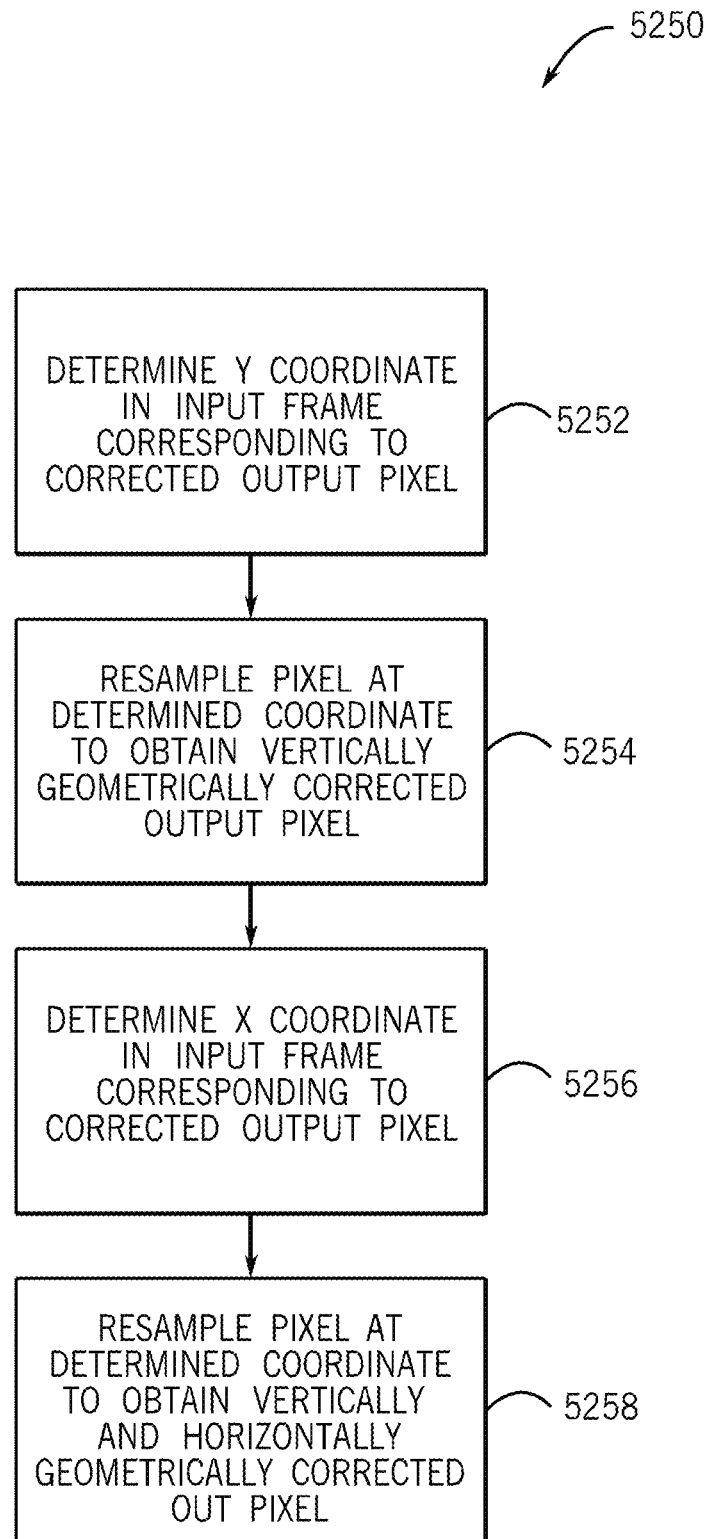 5250
DETERMINE Y COORDINATE
IN INPUT FRAME
CORRESPONDING TO
CORRECTED OUTPUT PIXEL
5252
RESAMPLE PIXEL AT
DETERMINED COORDINATE
TO OBTAIN VERTICALLY
GEOMETRICALLY CORRECTED
OUTPUT PIXEL
5254
DETERMINE X COORDINATE
IN INPUT FRAME
CORRESPONDING TO
CORRECTED OUTPUT PIXEL
5256
RESAMPLE PIXEL AT
DETERMINED COORDINATE
TO OBTAIN VERTICALLY
AND HORIZONTALLY
GEOMETRICALLY CORRECTED
OUT PIXEL
5258